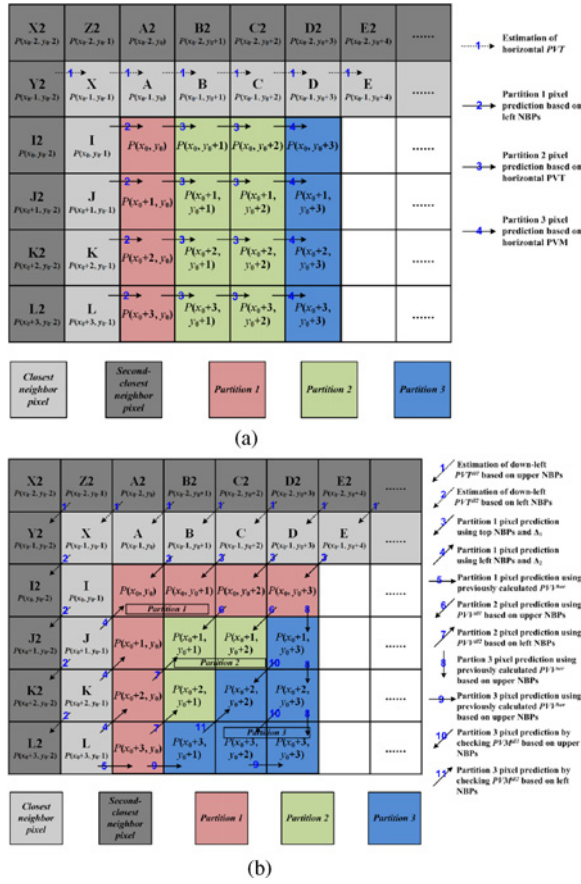 X2 Z2 A2 B2 C2 D2 E2
P(x₀-2, y₀-2) P(x₀-2, y₀-1) P(x₀-2, y₀) P(x₀-2, y₀+1) P(x₀-2, y₀+2) P(x₀-2, y₀+3) P(x₀-2, y₀+4) ......
1 1 1 1 1 1
Y2 X A B C D E
P(x₀-1, y₀-2) P(x₀-1, y₀-1) P(x₀-1, y₀) P(x₀-1, y₀+1) P(x₀-1, y₀+2) P(x₀-1, y₀+3) P(x₀-1, y₀+4) ......
I2 I 2 3 3 4
P(x₀, y₀-2) P(x₀, y₀-1) P(x₀, y₀) P(x₀, y₀+1) P(x₀, y₀+2) P(x₀, y₀+3) ......
J2 J 2 3 3 4
P(x₀+1, y₀-2) P(x₀+1, y₀-1) P(x₀+1, y₀) P(x₀+1, y₀+1) P(x₀+1, y₀+2) P(x₀+1, y₀+3) ......
K2 K 2 3 3 4
P(x₀+2, y₀-2) P(x₀+2, y₀-1) P(x₀+2, y₀) P(x₀+2, y₀+1) P(x₀+2, y₀+2) P(x₀+2, y₀+3) ......
L2 L 2 3 3 4
P(x₀+3, y₀-2) P(x₀+3, y₀-1) P(x₀+3, y₀) P(x₀+3, y₀+1) P(x₀+3, y₀+2) P(x₀+3, y₀+3) ......
1 Estimation of
horizontal PVT
2 Partition 1 pixel
prediction based on
left NBPs
3 Partition 2 pixel
prediction based on
horizontal PVT
4 Partition 3 pixel
prediction based on
horizontal PVM
Closest
neighbor
pixel
Second-
closest
neighbor
pixel
Partition 1
Partition 2
Partition 3
(a)
X2 Z2 A2 B2 C2 D2 E2
P(x₀-2, y₀-2) P(x₀-2, y₀-1) P(x₀-2, y₀) P(x₀-2, y₀+1) P(x₀-2, y₀+2) P(x₀-2, y₀+3) P(x₀-2, y₀+4) ......
Y2 X A B C D E
P(x₀-1, y₀-2) P(x₀-1, y₀-1) P(x₀-1, y₀) P(x₀-1, y₀+1) P(x₀-1, y₀+2) P(x₀-1, y₀+3) P(x₀-1, y₀+4) ......
I2 I
P(x₀, y₀-2) P(x₀, y₀-1) P(x₀, y₀) P(x₀, y₀+1) P(x₀, y₀+2) P(x₀, y₀+3) ......
Partition 1
J2 J
P(x₀+1, y₀-2) P(x₀+1, y₀-1) P(x₀+1, y₀) P(x₀+1, y₀+1) P(x₀+1, y₀+2) P(x₀+1, y₀+3) ......
Partition 2
K2 K
P(x₀+2, y₀-2) P(x₀+2, y₀-1) P(x₀+2, y₀) P(x₀+2, y₀+1) P(x₀+2, y₀+2) P(x₀+2, y₀+3) ......
Partition 3
L2 L
P(x₀+3, y₀-2) P(x₀+3, y₀-1) P(x₀+3, y₀) P(x₀+3, y₀+1) P(x₀+3, y₀+2) P(x₀+3, y₀+3) ......
1 Estimation of down-left
based on upper NBPs
2 Estimation of down-left
based on left NBPs
3 Partition 1 pixel prediction
using top NBPs and
4 Partition 1 pixel prediction
using left NBPs and
5 Partition 1 pixel prediction using
previously calculated
6 Partition 2 pixel prediction using
based on upper NBPs
7 Partition 2 pixel prediction using
based on left NBPs
8 Partion 3 pixel prediction using
previously calculated
based on upper NBPs
9 Partition 3 pixel prediction using
previously calculated
based on upper NBPs
10 Partition 3 pixel prediction by
checking based on upper
NBPs
11 Partition 3 pixel prediction by
checking based on left
NBPs
Closest
neighbor
pixel
Second-
closest
neighbor
pixel
Partition 1
Partition 2
Partition 3
(b)